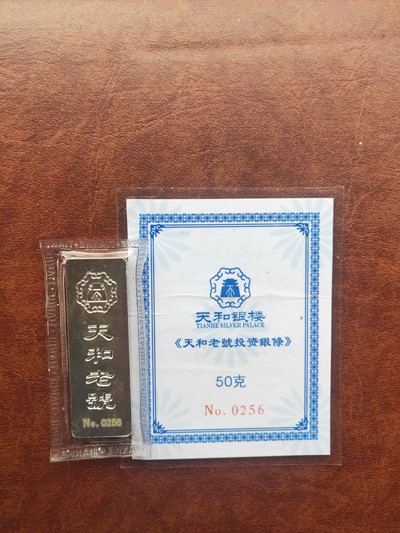 天
和
老
號
No. 0256
天和银楼
TIANHE SILVER PALACE
《天和老號投资銀條》
50克
No. 0256